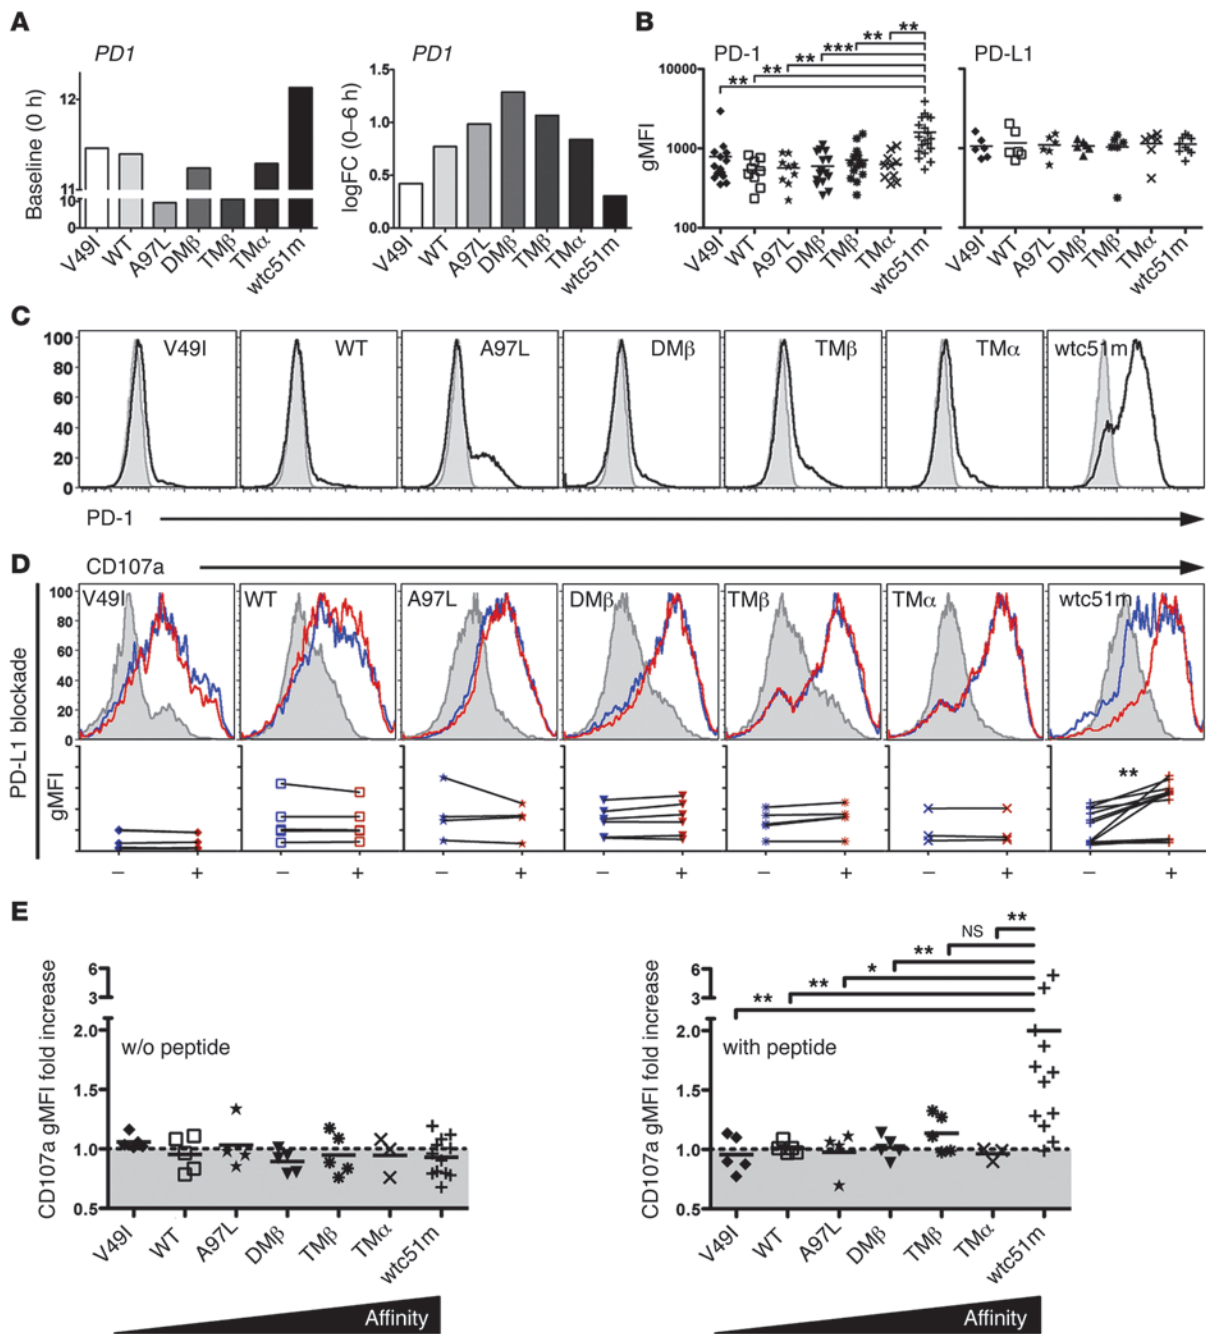 A
PD1
Baseline (0 h)
12
11
10
0
V49I
WT
A97L
DMβ
TMβ
TMα
wtc51m
PD1
logFC (0–6 h)
1.5
1.0
0.5
0.0
V49I
WT
A97L
DMβ
TMβ
TMα
wtc51m
B
PD-1
** ** ** *** ** **
gMFI
10000
1000
100
V49I
WT
A97L
DMβ
TMβ
TMα
wtc51m
PD-L1
V49I
WT
A97L
DMβ
TMβ
TMα
wtc51m
C
100
80
60
40
20
0
V49I
WT
A97L
DMβ
TMβ
TMα
wtc51m
PD-1
D
CD107a
PD-L1 blockade
100
80
60
40
20
0
V49I
WT
A97L
DMβ
TMβ
TMα
wtc51m
gMFI
**
– +
– +
– +
– +
– +
– +
– +
E
CD107a gMFI fold increase
6
3
2.0
1.5
1.0
0.5
w/o peptide
V49I
WT
A97L
DMβ
TMβ
TMα
wtc51m
Affinity
CD107a gMFI fold increase
6
3
2.0
1.5
1.0
0.5
** ** * ** NS **
with peptide
V49I
WT
A97L
DMβ
TMβ
TMα
wtc51m
Affinity